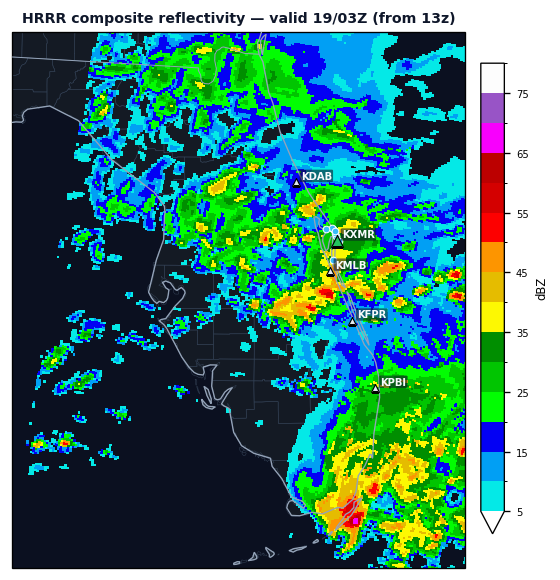 HRRR composite reflectivity — valid 19/03Z (from 13z)
KDAB
KXMR
KMLB
KFPR
KPBI
75
65
55
45
35
25
15
5
dBZ